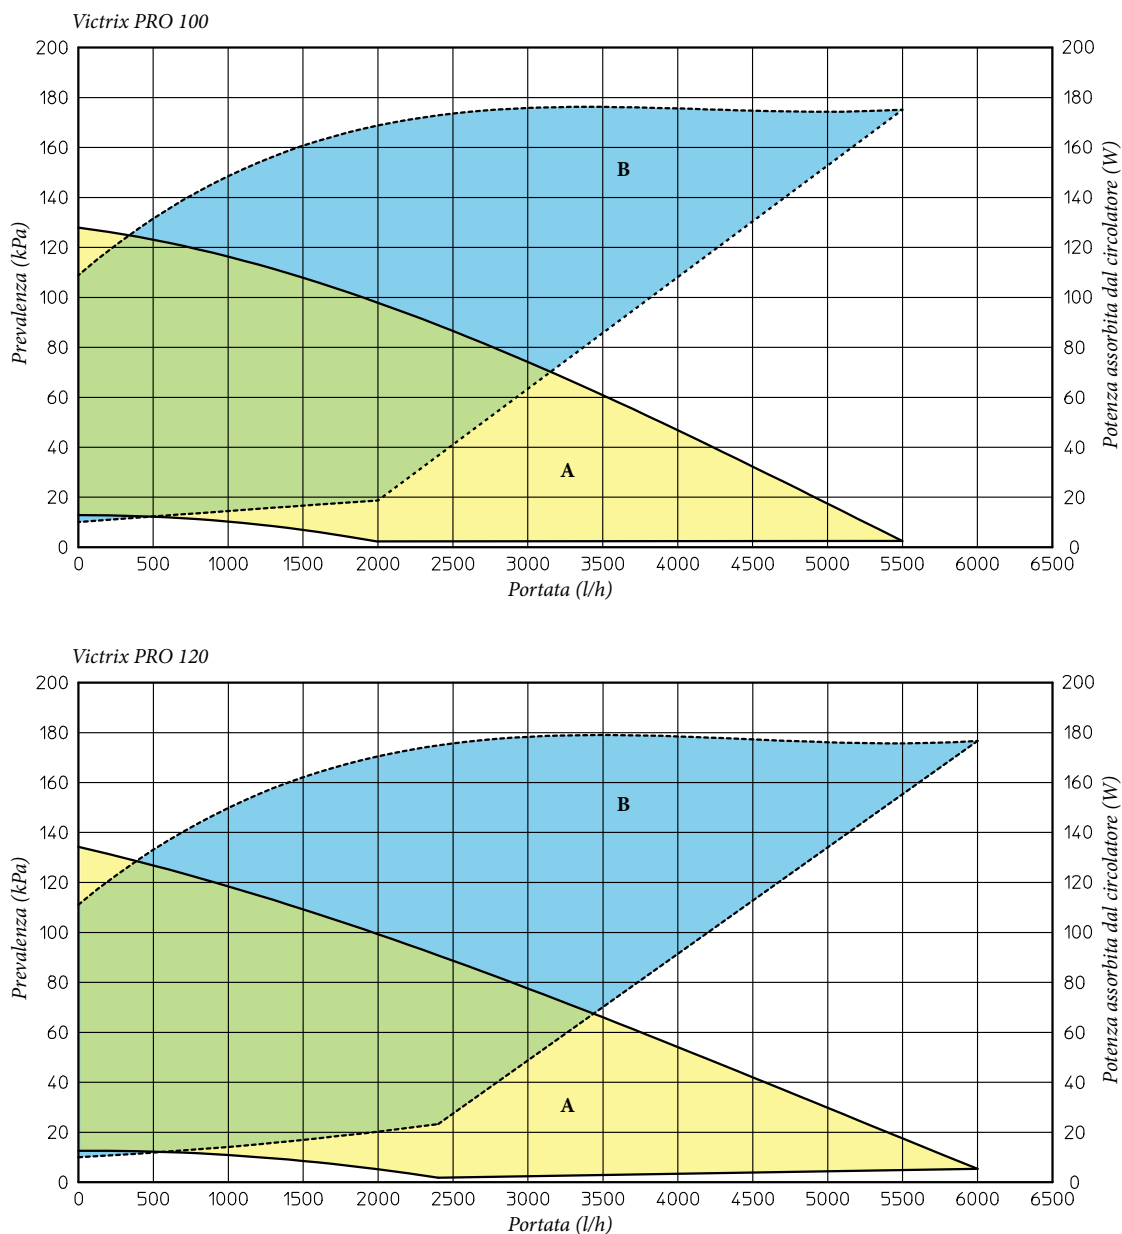 Victrix PRO 100
200 200
180 180
160 160
B
140 140
120 120
100 100
80 80
60 60
A
40 40
20 20
0 0
0 500 1000 1500 2000 2500 3000 3500 4000 4500 5000 5500 6000 6500
Portata (l/h)
Prevalenza (kPa)
Potenza assorbita dal circolatore (W)
Victrix PRO 120
200 200
180 180
160 160
B
140 140
120 120
100 100
80 80
60 60
40 40
A
20 20
0 0
0 500 1000 1500 2000 2500 3000 3500 4000 4500 5000 5500 6000 6500
Portata (l/h)
Prevalenza (kPa)
Potenza assorbita dal circolatore (W)